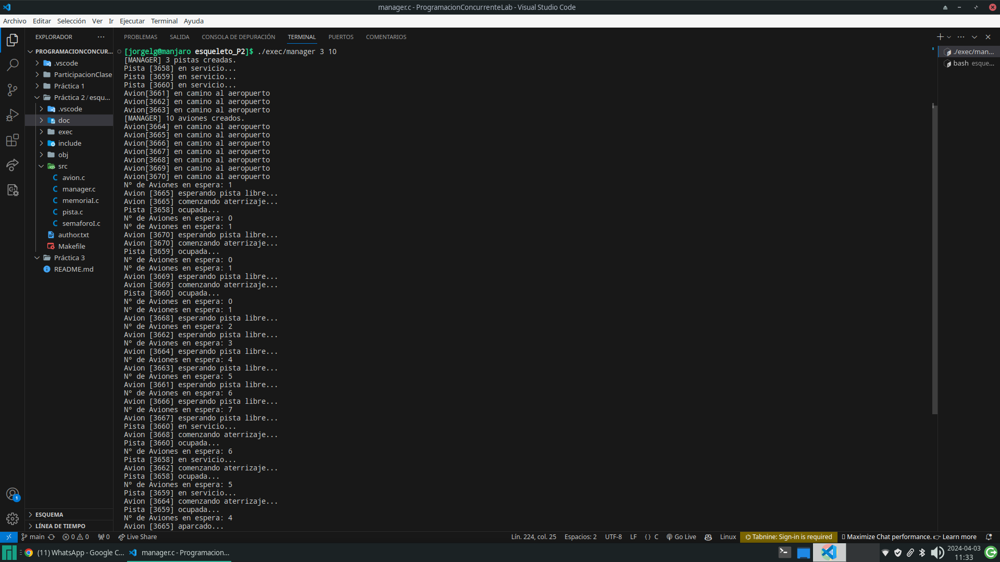 manager.c - ProgramacionConcurrenteLab - Visual Studio Code
Archivo Editar Selección Ver Ir Ejecutar Terminal Ayuda
EXPLORADOR
PROGRAMACIONCONCUR...
.vscode
ParticipacionClase
Práctica 1
Práctica 2 / esqu...
.vscode
doc
exec
include
obj
src
avion.c
manager.c
memoriaI.c
pista.c
semaforoI.c
author.txt
Makefile
Práctica 3
README.md
ESQUEMA
LÍNEA DE TIEMPO
PROBLEMAS SALIDA CONSOLA DE DEPURACIÓN TERMINAL PUERTOS COMENTARIOS
[jorgelg@manjaro esqueleto_P2]$ ./exec/manager 3 10
[MANAGER] 3 pistas creadas.
Pista [3658] en servicio...
Pista [3659] en servicio...
Pista [3660] en servicio...
Avion[3661] en camino al aeropuerto
Avion[3662] en camino al aeropuerto
Avion[3663] en camino al aeropuerto
[MANAGER] 10 aviones creados.
Avion[3664] en camino al aeropuerto
Avion[3665] en camino al aeropuerto
Avion[3666] en camino al aeropuerto
Avion[3667] en camino al aeropuerto
Avion[3668] en camino al aeropuerto
Avion[3669] en camino al aeropuerto
Avion[3670] en camino al aeropuerto
Nº de Aviones en espera: 1
Avion [3665] esperando pista libre...
Avion [3665] comenzando aterrizaje...
Pista [3658] ocupada...
Nº de Aviones en espera: 0
Nº de Aviones en espera: 1
Avion [3670] esperando pista libre...
Avion [3670] comenzando aterrizaje...
Pista [3659] ocupada...
Nº de Aviones en espera: 0
Nº de Aviones en espera: 1
Avion [3669] esperando pista libre...
Avion [3669] comenzando aterrizaje...
Pista [3660] ocupada...
Nº de Aviones en espera: 0
Nº de Aviones en espera: 1
Avion [3668] esperando pista libre...
Nº de Aviones en espera: 2
Avion [3662] esperando pista libre...
Nº de Aviones en espera: 3
Avion [3664] esperando pista libre...
Nº de Aviones en espera: 4
Avion [3663] esperando pista libre...
Nº de Aviones en espera: 5
Avion [3661] esperando pista libre...
Nº de Aviones en espera: 6
Avion [3666] esperando pista libre...
Nº de Aviones en espera: 7
Avion [3667] esperando pista libre...
Pista [3660] en servicio...
Avion [3668] comenzando aterrizaje...
Pista [3660] ocupada...
Nº de Aviones en espera: 6
Pista [3658] en servicio...
Avion [3662] comenzando aterrizaje...
Pista [3658] ocupada...
Nº de Aviones en espera: 5
Pista [3659] en servicio...
Avion [3664] comenzando aterrizaje...
Pista [3659] ocupada...
Nº de Aviones en espera: 4
Avion [3665] aparcado...
./exec/man...
bash esque...
1
main 0 0 0 Live Share Lín. 224, col. 25 Espacios: 2 UTF-8 LF {} C Go Live Linux Tabnine: Sign-in is required Maximize Chat performance. Learn more
(11) WhatsApp - Google C... manager.c - Programacion... 2024-04-03
11:33